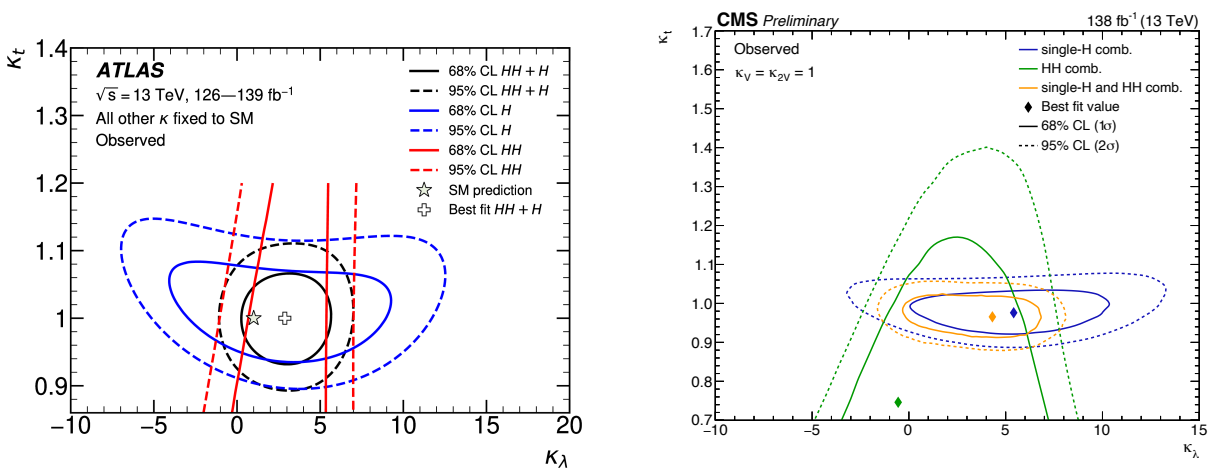 ATLAS
√s = 13 TeV, 126—139 fb⁻¹
All other κ fixed to SM
Observed
68% CL HH + H
95% CL HH + H
68% CL H
95% CL H
68% CL HH
95% CL HH
SM prediction
Best fit HH + H
κt
1.4
1.3
1.2
1.1
1
0.9
−10 −5 0 5 10 15 20
κλ
CMS Preliminary 138 fb⁻¹ (13 TeV)
Observed
κV = κ2V = 1
single-H comb.
HH comb.
single-H and HH comb.
Best fit value
68% CL (1σ)
95% CL (2σ)
κt
1.7
1.6
1.5
1.4
1.3
1.2
1.1
1.0
0.9
0.8
0.7
−10 −5 0 5 10 15
κλ